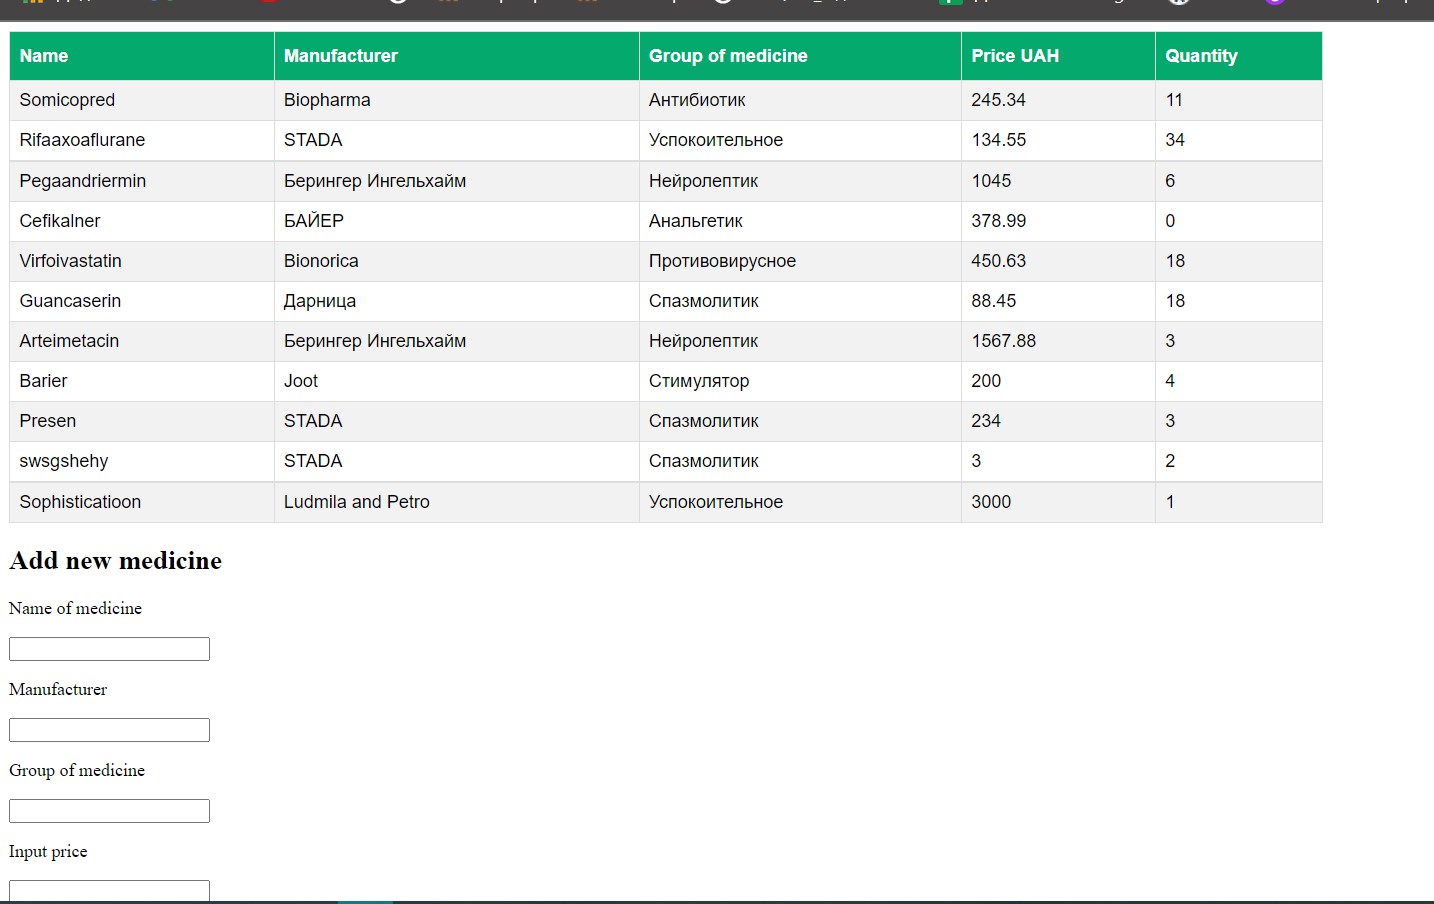 Name Manufacturer Group of medicine Price UAH Quantity
Somicopred Biopharma Антибиотик 245.34 11
Rifaaxoaflurane STADA Успокоительное 134.55 34
Pegaandriermin Берингер Ингельхайм Нейролептик 1045 6
Cefikalner БАЙЕР Анальгетик 378.99 0
Virfoivastatin Bionorica Противовирусное 450.63 18
Guancaserin Дарница Спазмолитик 88.45 18
Arteimetacin Берингер Ингельхайм Нейролептик 1567.88 3
Barier Joot Стимулятор 200 4
Presen STADA Спазмолитик 234 3
swsgshehy STADA Спазмолитик 3 2
Sophisticatioon Ludmila and Petro Успокоительное 3000 1
Add new medicine
Name of medicine
Manufacturer
Group of medicine
Input price